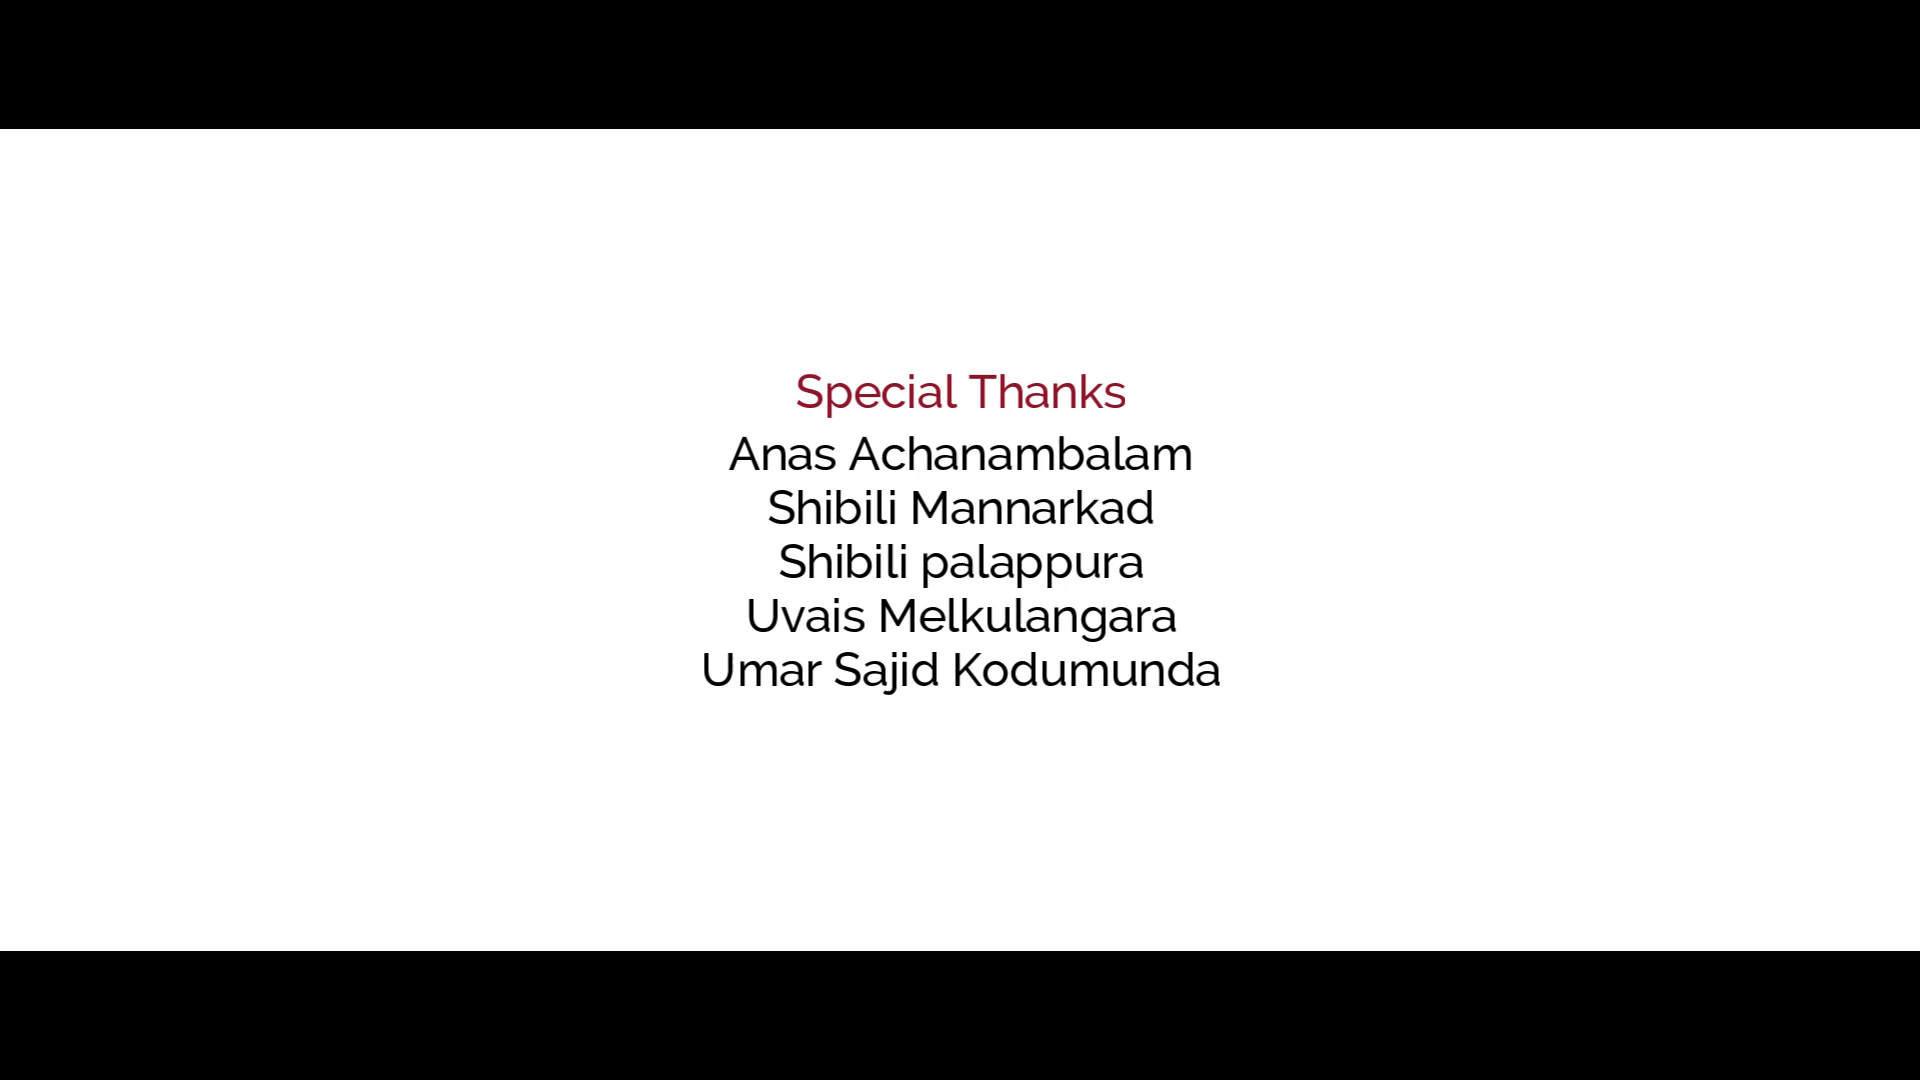 Special Thanks
Anas Achanambalam
Shibili Mannarkad
Shibili palappura
Uvais Melkulangara
Umar Sajid Kodumunda